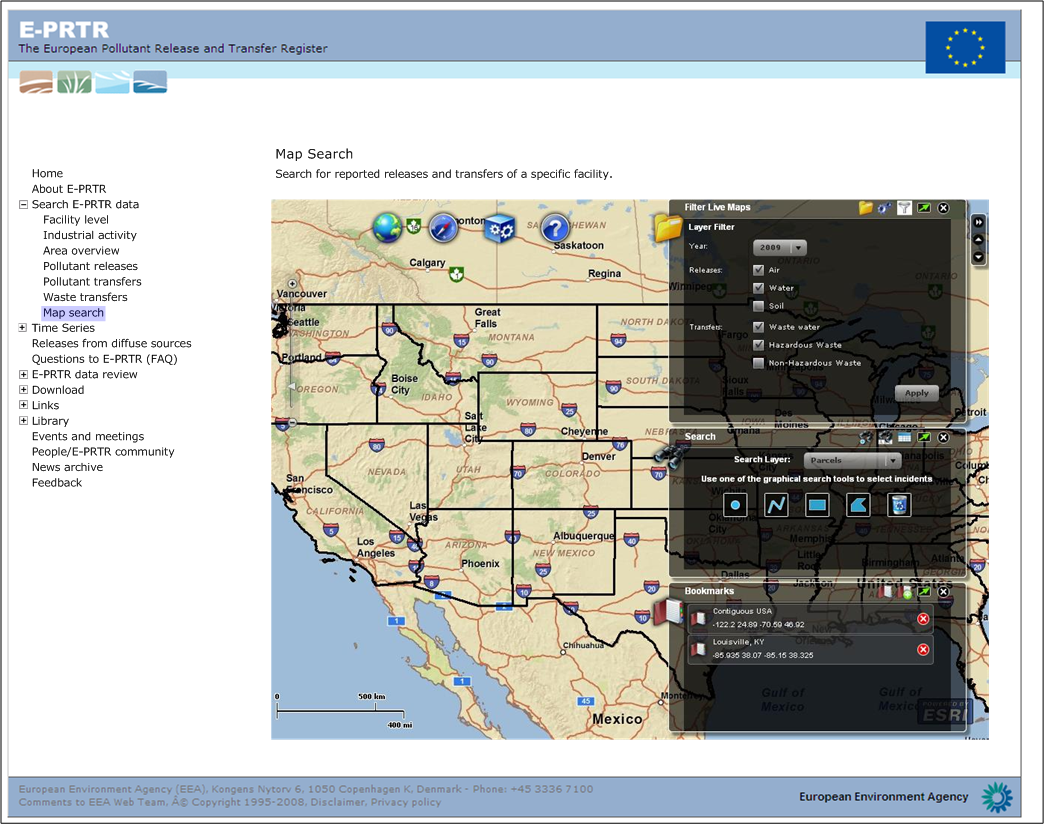 E-PRTR
The European Pollutant Release and Transfer Register
Map Search
Search for reported releases and transfers of a specific facility.
Home
About E-PRTR
Search E-PRTR data
Facility level
Industrial activity
Area overview
Pollutant releases
Pollutant transfers
Waste transfers
Map search
Time Series
Releases from diffuse sources
Questions to E-PRTR (FAQ)
E-PRTR data review
Download
Links
Library
Events and meetings
People/E-PRTR community
News archive
Feedback
Filter Live Maps
Layer Filter
Year: 2009
Releases: Air
Water
Soil
Transfer: Waste water
Hazardous Waste
Non-Hazardous Waste
Apply
Search
Search Layer: Parcels
Use one of the graphical search tools to select incidents
Bookmarks
Contiguous USA
-122.2 24.89 -70.59 46.92
Louisville, KY
-85.935 38.07 -85.15 38.325
Saskatoon
Calgary
Regina
Vancouver
Seattle
Great Falls
MONTANA
NORTH DAKOTA
Portland
OREGON
Boise City
IDAHO
WYOMING
SOUTH DAKOTA
Salt Lake City
Cheyenne
Denver
NEVADA
UTAH
COLORADO
San Francisco
CALIFORNIA
Las Vegas
Los Angeles
ARIZONA
Phoenix
Albuquerque
NEW MEXICO
Chihuahua
Monterrey
Mexico
ONTARIO
Detroit
Des Moines
Memphis
Little Rock
Birmingham
Atlanta
Dallas
Jackson
United States
Gulf of Mexico
Gulf of Mexico
POWERED BY
ESRI
0 500 km
400 mi
European Environment Agency (EEA), Kongens Nytorv 6, 1050 Copenhagen K, Denmark - Phone: +45 3336 7100
Comments to EEA Web Team, Â© Copyright 1995-2008. Disclaimer. Privacy policy
European Environment Agency